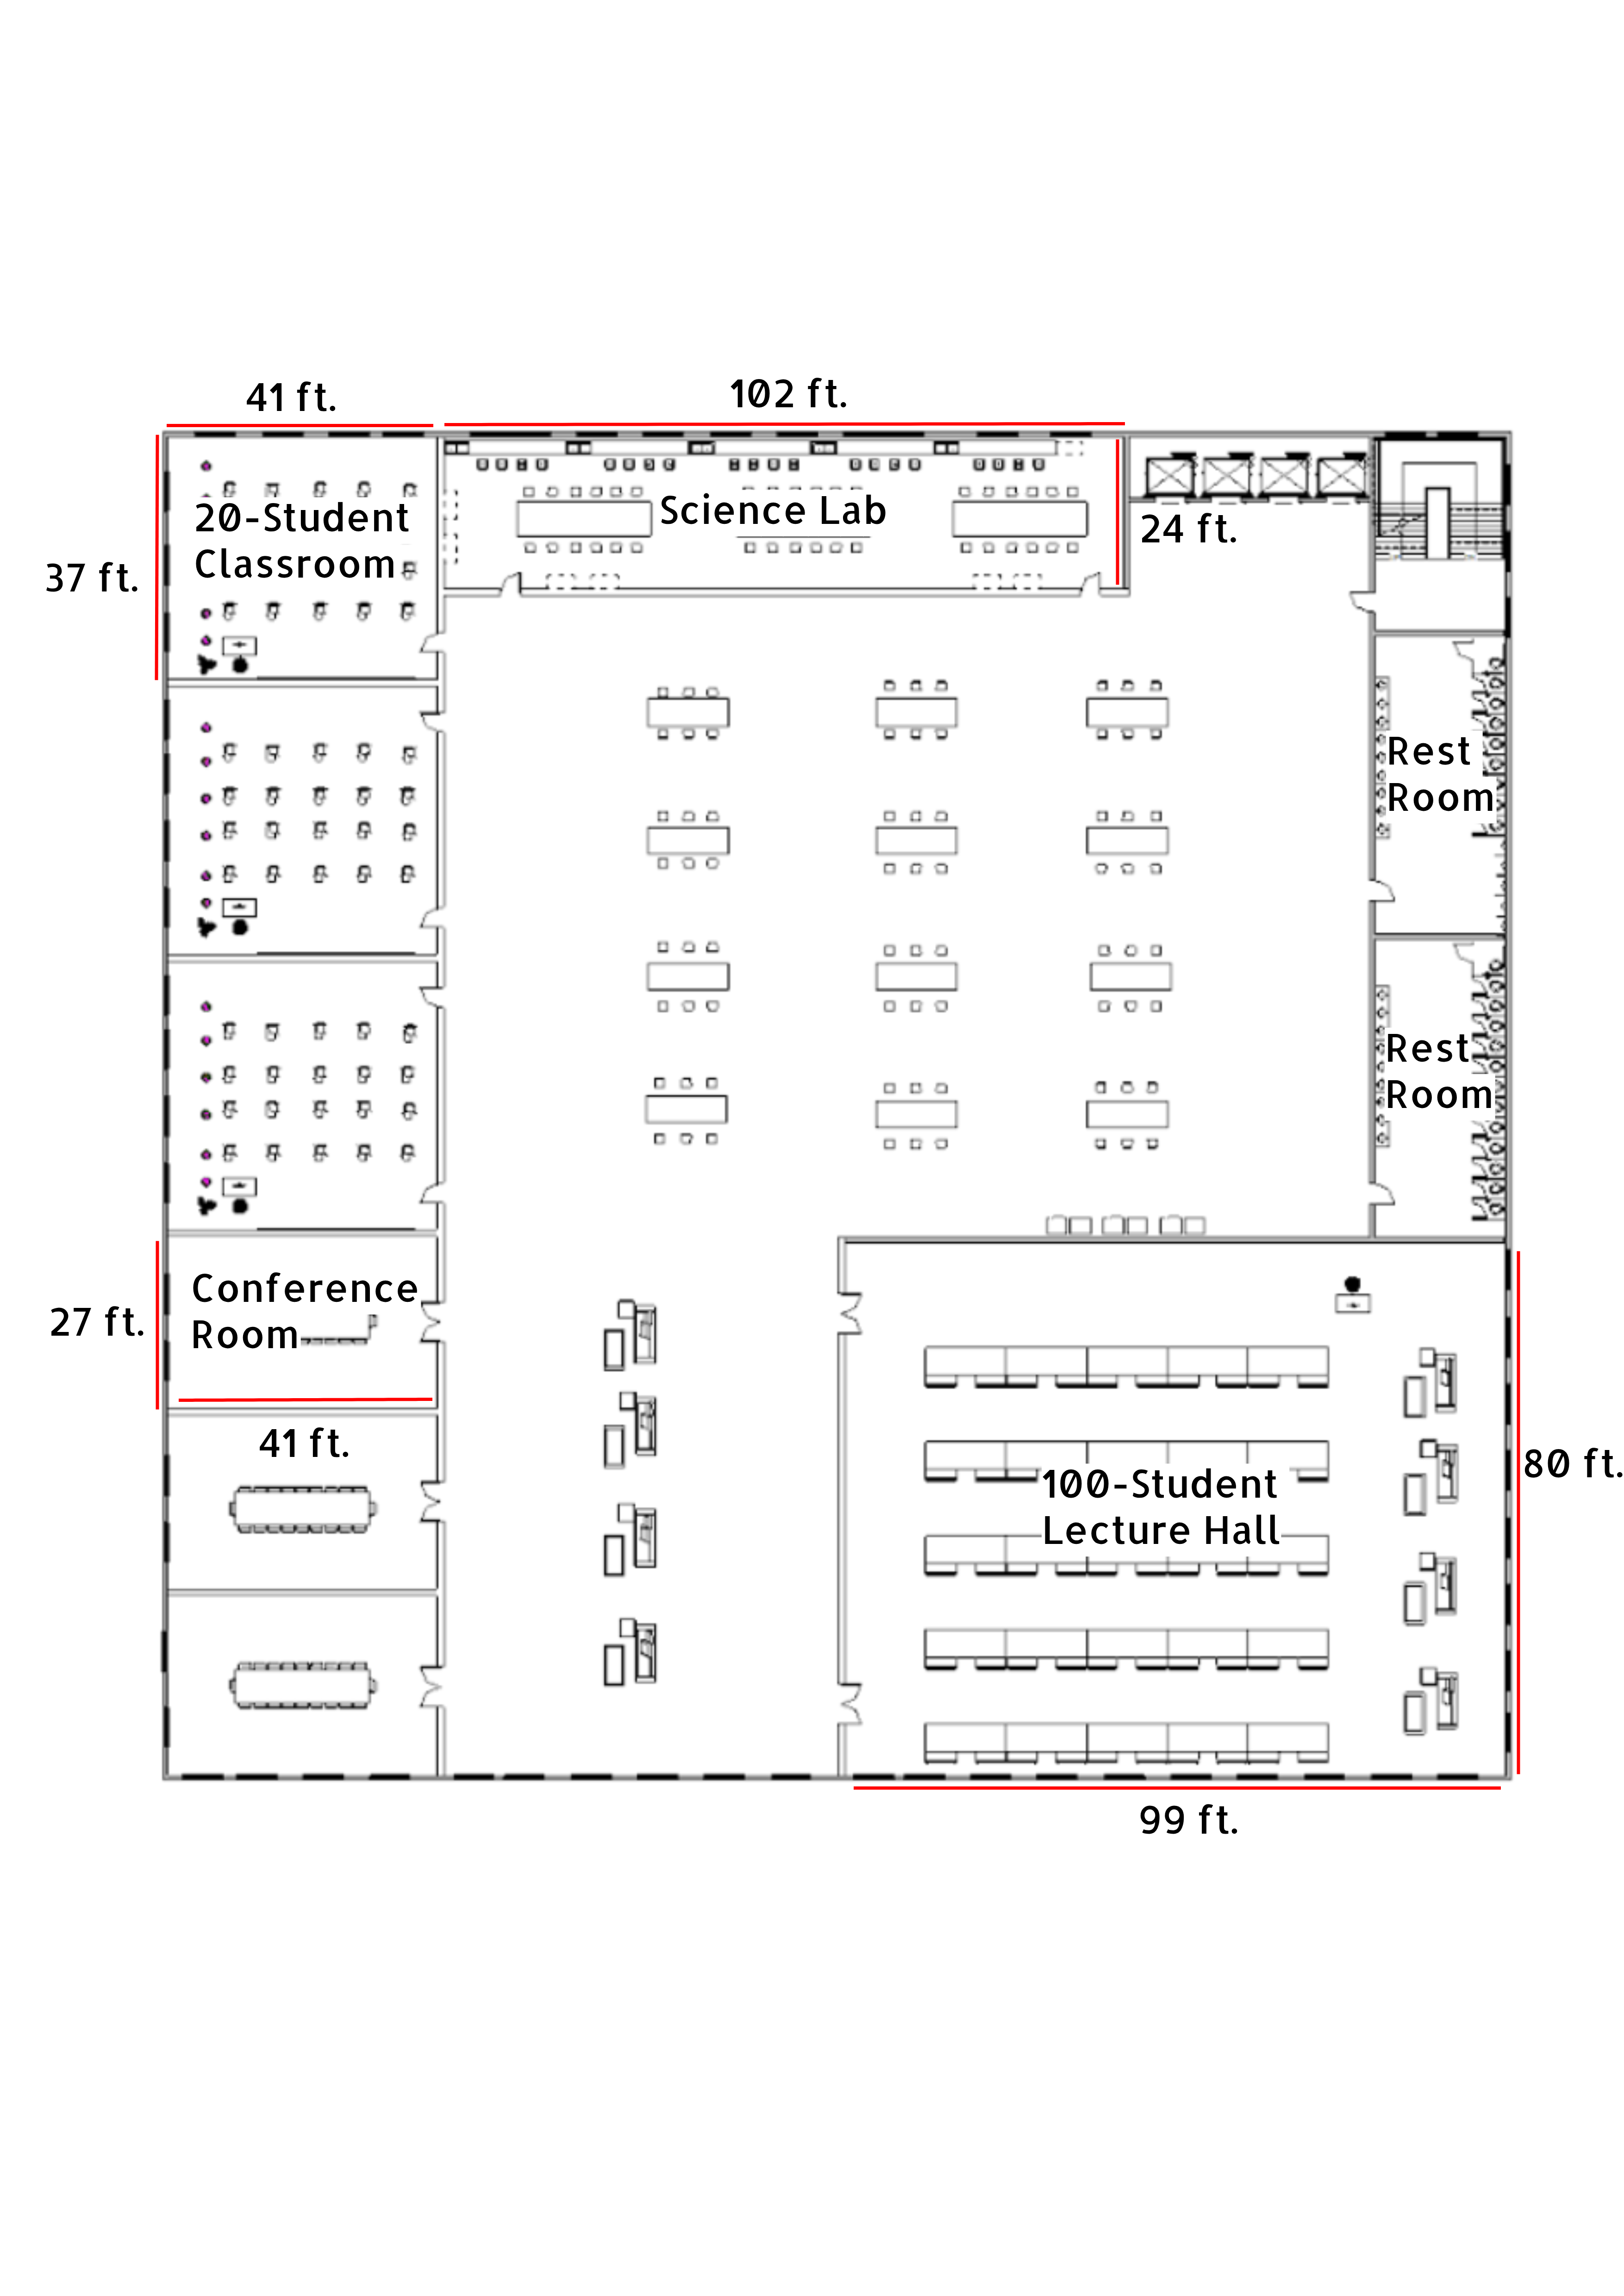 41 ft.
102 ft.
20-Student
Classroom
Science Lab
24 ft.
37 ft.
Rest
Room
Rest
Room
Conference
Room
27 ft.
41 ft.
100-Student
Lecture Hall
80 ft.
99 ft.